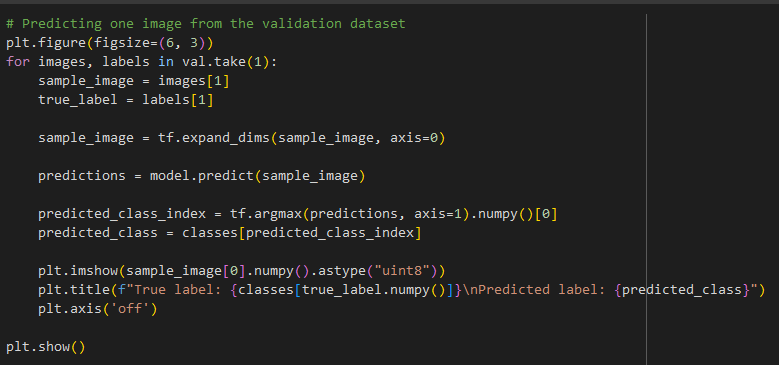 # Predicting one image from the validation dataset
plt.figure(figsize=(6, 3))
for images, labels in val.take(1):
    sample_image = images[1]
    true_label = labels[1]

    sample_image = tf.expand_dims(sample_image, axis=0)

    predictions = model.predict(sample_image)

    predicted_class_index = tf.argmax(predictions, axis=1).numpy()[0]
    predicted_class = classes[predicted_class_index]

    plt.imshow(sample_image[0].numpy().astype("uint8"))
    plt.title(f"True label: {classes[true_label.numpy()]}\nPredicted label: {predicted_class}")
    plt.axis('off')

plt.show()